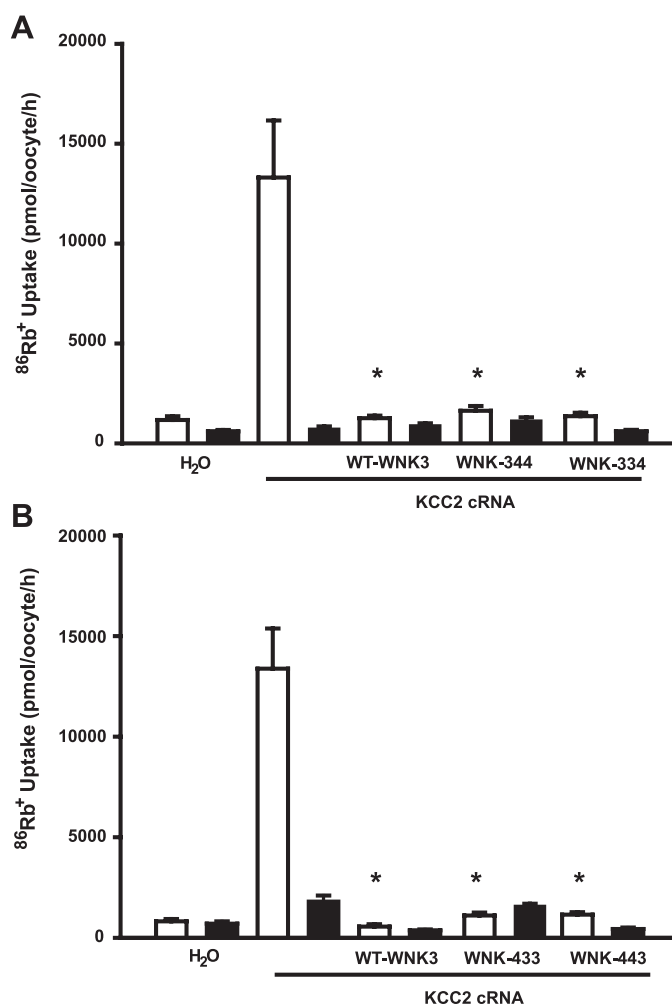 A
⁸⁶Rb⁺ Uptake (pmol/oocyte/h)
20000
15000
10000
5000
0
* * *
H₂O WT-WNK3 WNK-344 WNK-334
KCC2 cRNA
B
⁸⁶Rb⁺ Uptake (pmol/oocyte/h)
20000
15000
10000
5000
0
* * *
H₂O WT-WNK3 WNK-433 WNK-443
KCC2 cRNA